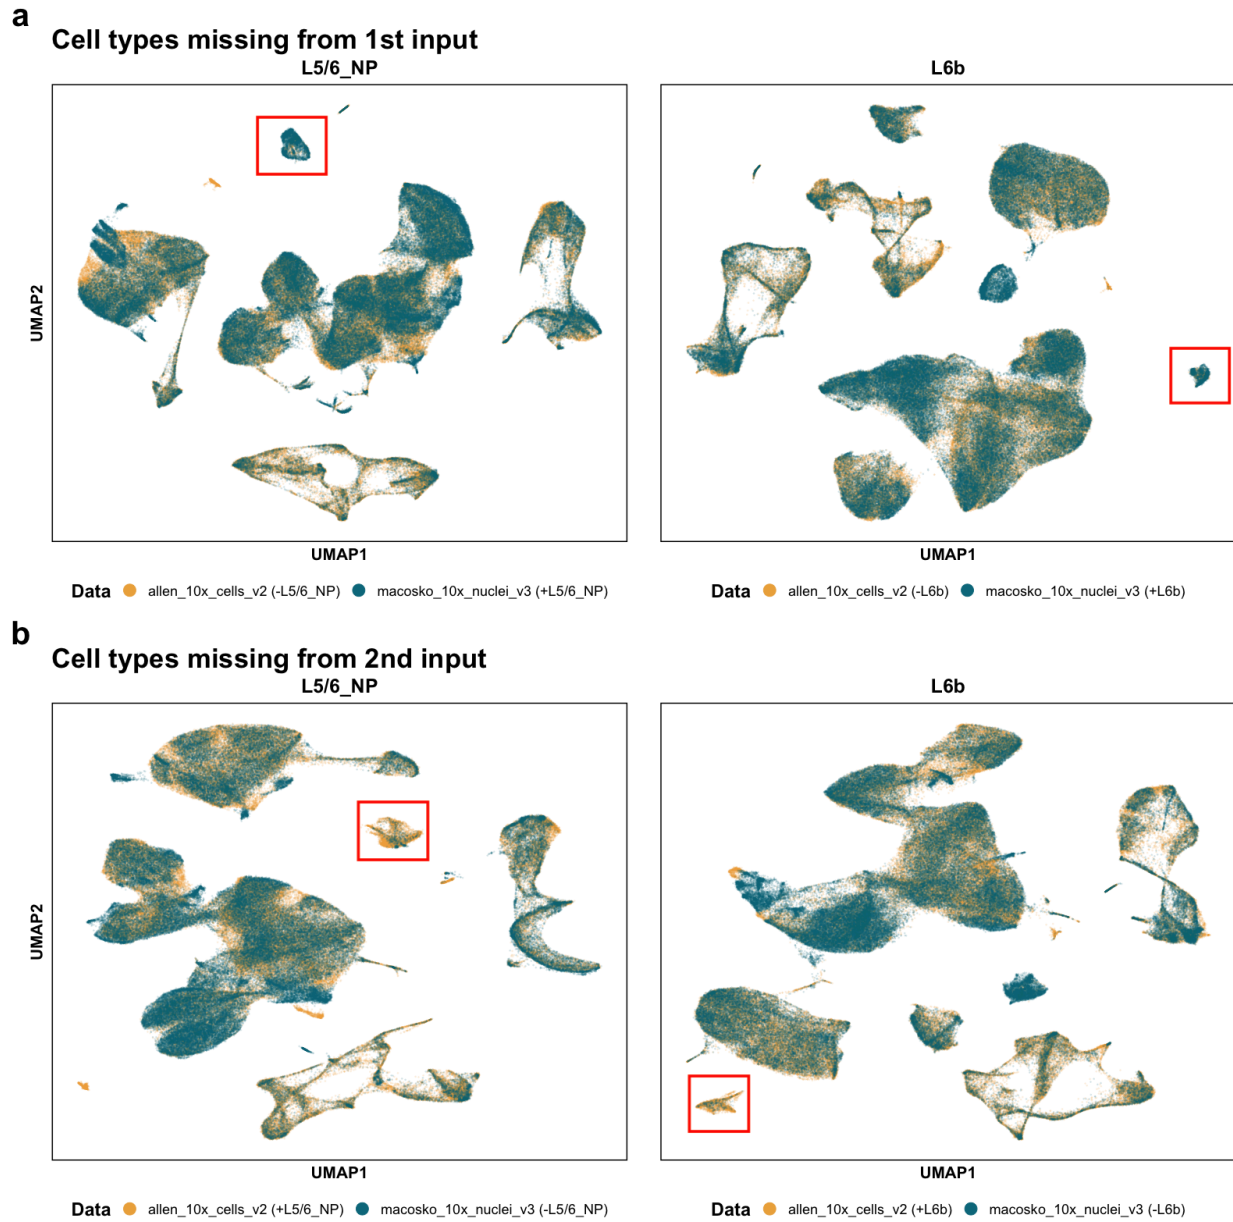 a
Cell types missing from 1st input
L5/6_NP
L6b
UMAP2
UMAP1
UMAP1
Data allen_10x_cells_v2 (-L5/6_NP) macosko_10x_nuclei_v3 (+L5/6_NP)
Data allen_10x_cells_v2 (-L6b) macosko_10x_nuclei_v3 (+L6b)
b
Cell types missing from 2nd input
L5/6_NP
L6b
UMAP2
UMAP1
UMAP1
Data allen_10x_cells_v2 (+L5/6_NP) macosko_10x_nuclei_v3 (-L5/6_NP)
Data allen_10x_cells_v2 (+L6b) macosko_10x_nuclei_v3 (-L6b)